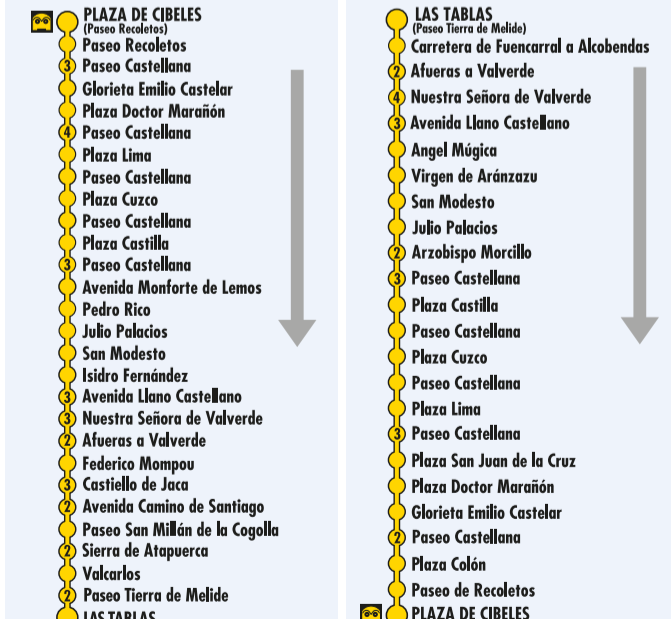 PLAZA DE CIBELES
(Paseo Recoletos)
Paseo Recoletos
3 Paseo Castellana
Glorieta Emilio Castelar
Plaza Doctor Marañón
4 Paseo Castellana
Plaza Lima
Paseo Castellana
Plaza Cuzco
Paseo Castellana
Plaza Castilla
3 Paseo Castellana
Avenida Monforte de Lemos
Pedro Rico
Julio Palacios
San Modesto
Isidro Fernández
3 Avenida Llano Castellano
3 Nuestra Señora de Valverde
2 Afueras a Valverde
Federico Mompou
3 Castiello de Jaca
2 Avenida Camino de Santiago
Paseo San Millán de la Cogolla
2 Sierra de Atapuerca
Valcarlos
2 Paseo Tierra de Melide
LAS TABLAS
LAS TABLAS
(Paseo Tierra de Melide)
Carretera de Fuencarral a Alcobendas
2 Afueras a Valverde
4 Nuestra Señora de Valverde
3 Avenida Llano Castellano
Angel Múgica
Virgen de Aránzazu
San Modesto
Julio Palacios
2 Arzobispo Morcillo
3 Paseo Castellana
Plaza Castilla
Paseo Castellana
Plaza Cuzco
Paseo Castellana
Plaza Lima
3 Paseo Castellana
Plaza San Juan de la Cruz
Plaza Doctor Marañón
Glorieta Emilio Castelar
2 Paseo Castellana
Plaza Colón
Paseo de Recoletos
PLAZA DE CIBELES